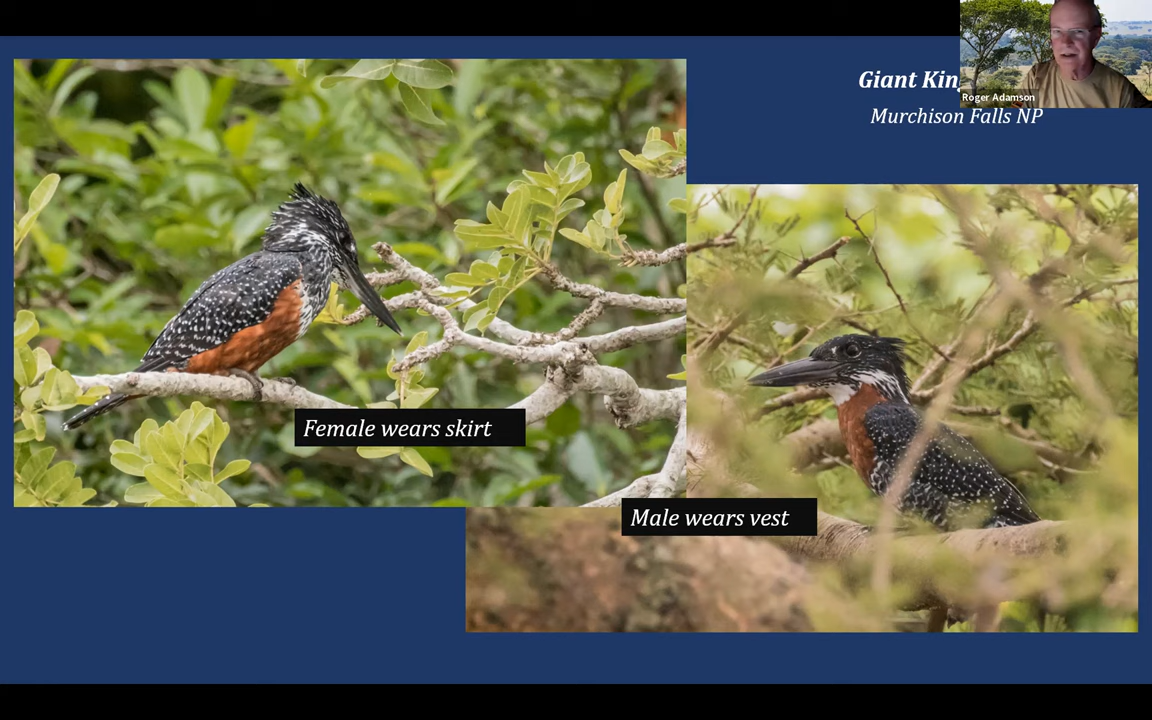 Giant Kin
Roger Adamson
Murchison Falls NP
Female wears skirt
Male wears vest